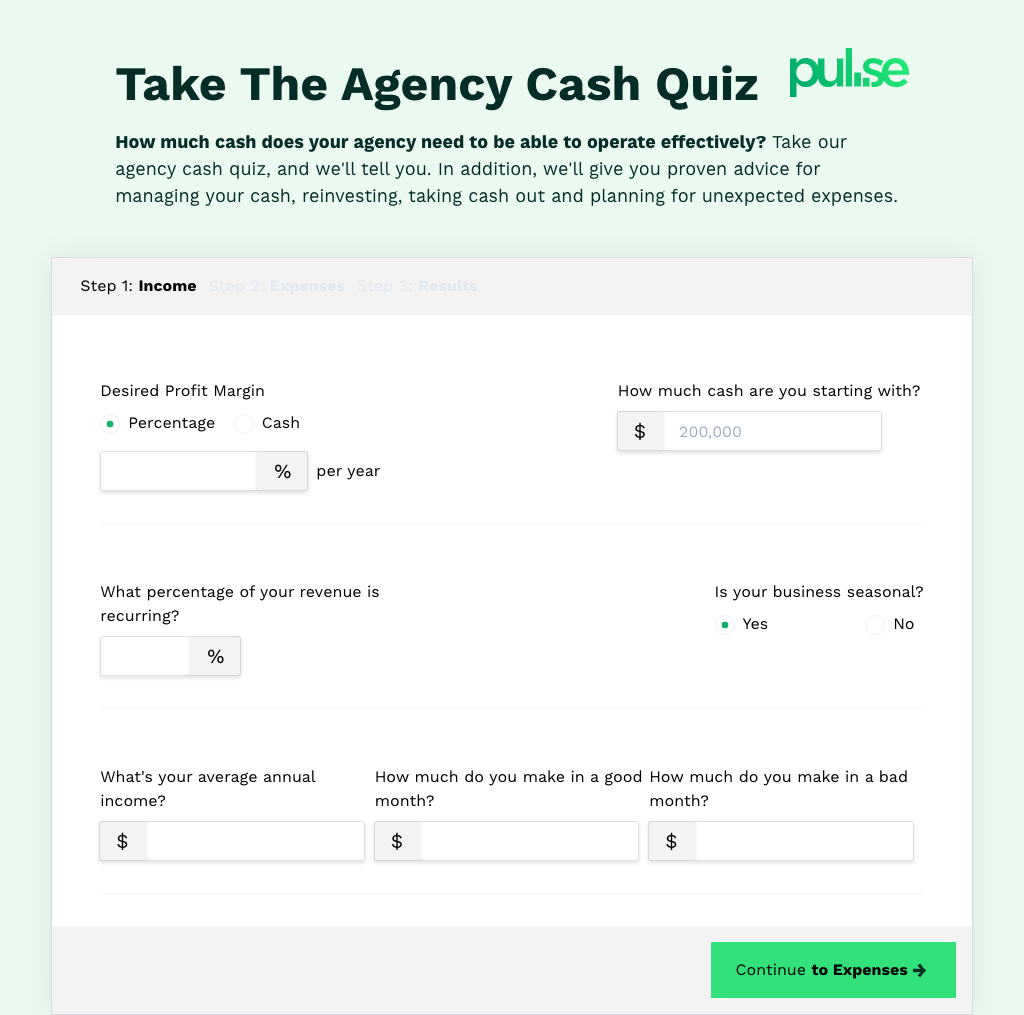 Take The Agency Cash Quiz
pulse
How much cash does your agency need to be able to operate effectively? Take our
agency cash quiz, and we'll tell you. In addition, we'll give you proven advice for
managing your cash, reinvesting, taking cash out and planning for unexpected expenses.
Step 1: Income Step 2: Expenses Step 3: Results
Desired Profit Margin
Percentage Cash
% per year
How much cash are you starting with?
$ 200,000
What percentage of your revenue is
recurring?
%
Is your business seasonal?
Yes No
What's your average annual
income?
$
How much do you make in a good
month?
$
How much do you make in a bad
month?
$
Continue to Expenses →